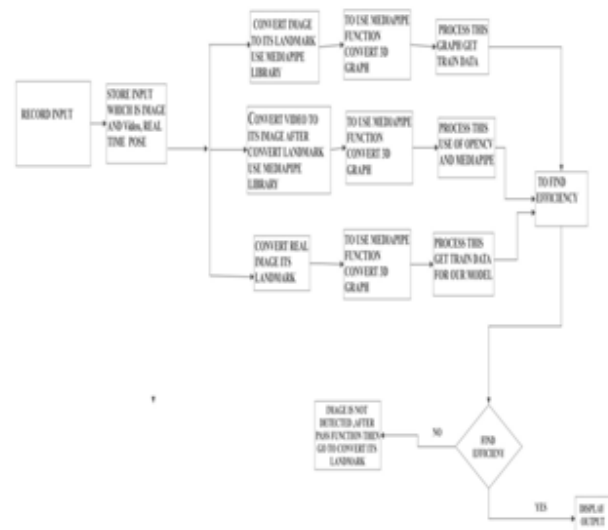 RECORD INPUT
STORE INPUT
WHICH IS IMAGE
AND Video, REAL
TIME POSE
CONVERT IMAGE
TO ITS LANDMARK
USE MEDIAPIPE
LIBRARY
TO USE MEDIAPIPE
FUNCTION
CONVERT 3D
GRAPH
PROCESS THIS
GRAPH GET
TRAIN DATA
CONVERT VIDEO TO
ITS IMAGE AFTER
CONVERT LANDMARK
USE MEDIAPIPE
LIBRARY
TO USE MEDIAPIPE
FUNCTION
CONVERT 3D
GRAPH
PROCESS THIS
USE OF OPENCV
AND MEDIAPIPE
CONVERT REAL
IMAGE ITS
LANDMARK
TO USE MEDIAPIPE
FUNCTION
CONVERT 3D
GRAPH
PROCESS THIS
GET TRAIN DATA
FOR OUR MODEL
TO FIND
EFFICIENCY
FIND
EFFICIENT
NO
IMAGE IS NOT
DETECTED ,AFTER
PASS FUNCTION THEN
GO TO CONVERT ITS
LANDMARK
YES
DISPLAY
OUTPUT